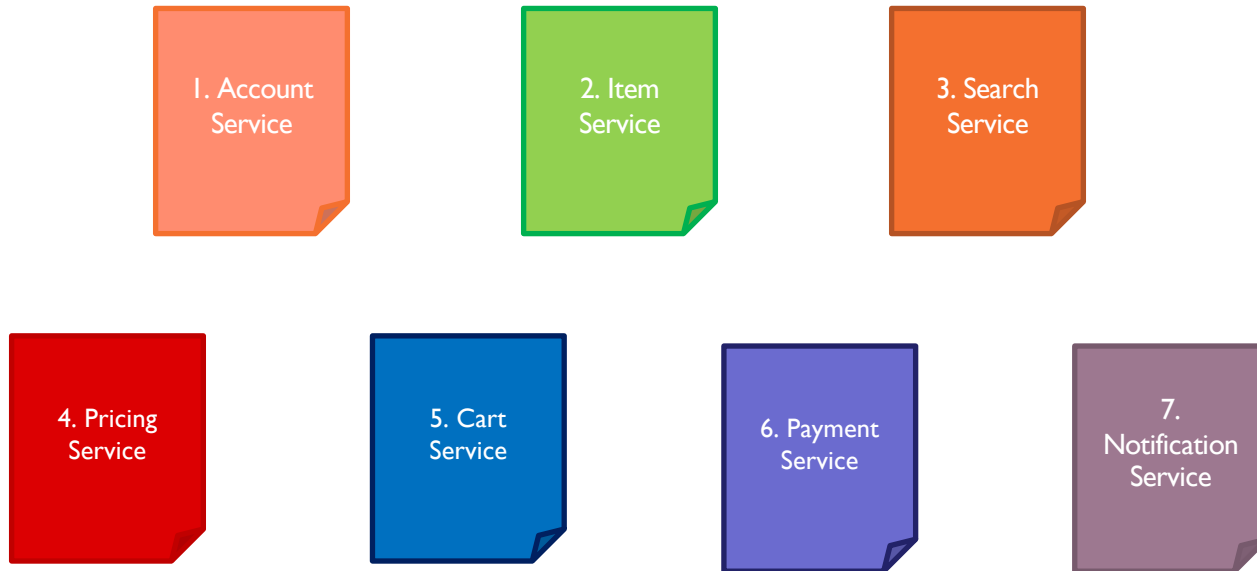 1. Account
Service
2. Item
Service
3. Search
Service
4. Pricing
Service
5. Cart
Service
6. Payment
Service
7.
Notification
Service